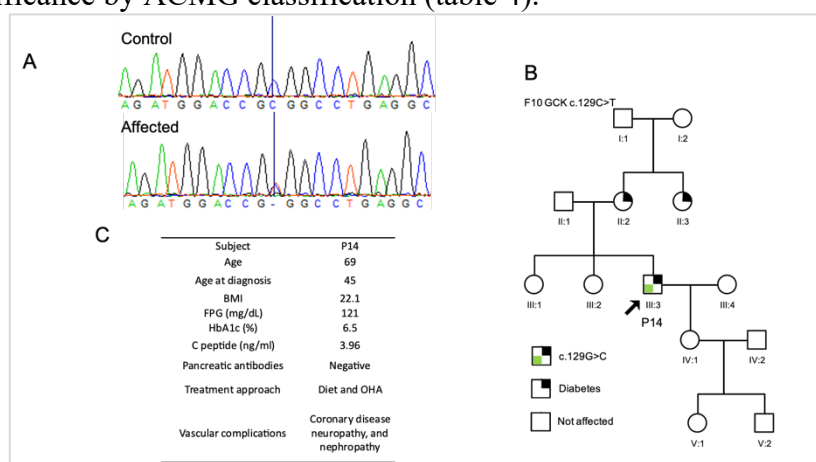 ficance by ACMG classification (table 4).
A
Control
A G A T G G A C C G C G G C C T G A G G C
Affected
A G A T G G A C C G - G G C C T G A G G C
B
F10 GCK c.129C>T
I:1 I:2
II:1 II:2 II:3
III:1 III:2 III:3 III:4
P14
IV:1 IV:2
V:1 V:2
c.129G>C
Diabetes
Not affected
C
Subject P14
Age 69
Age at diagnosis 45
BMI 22.1
FPG (mg/dL) 121
HbA1c (%) 6.5
C peptide (ng/ml) 3.96
Pancreatic antibodies Negative
Treatment approach Diet and OHA
Vascular complications Coronary disease
neuropathy, and
nephropathy